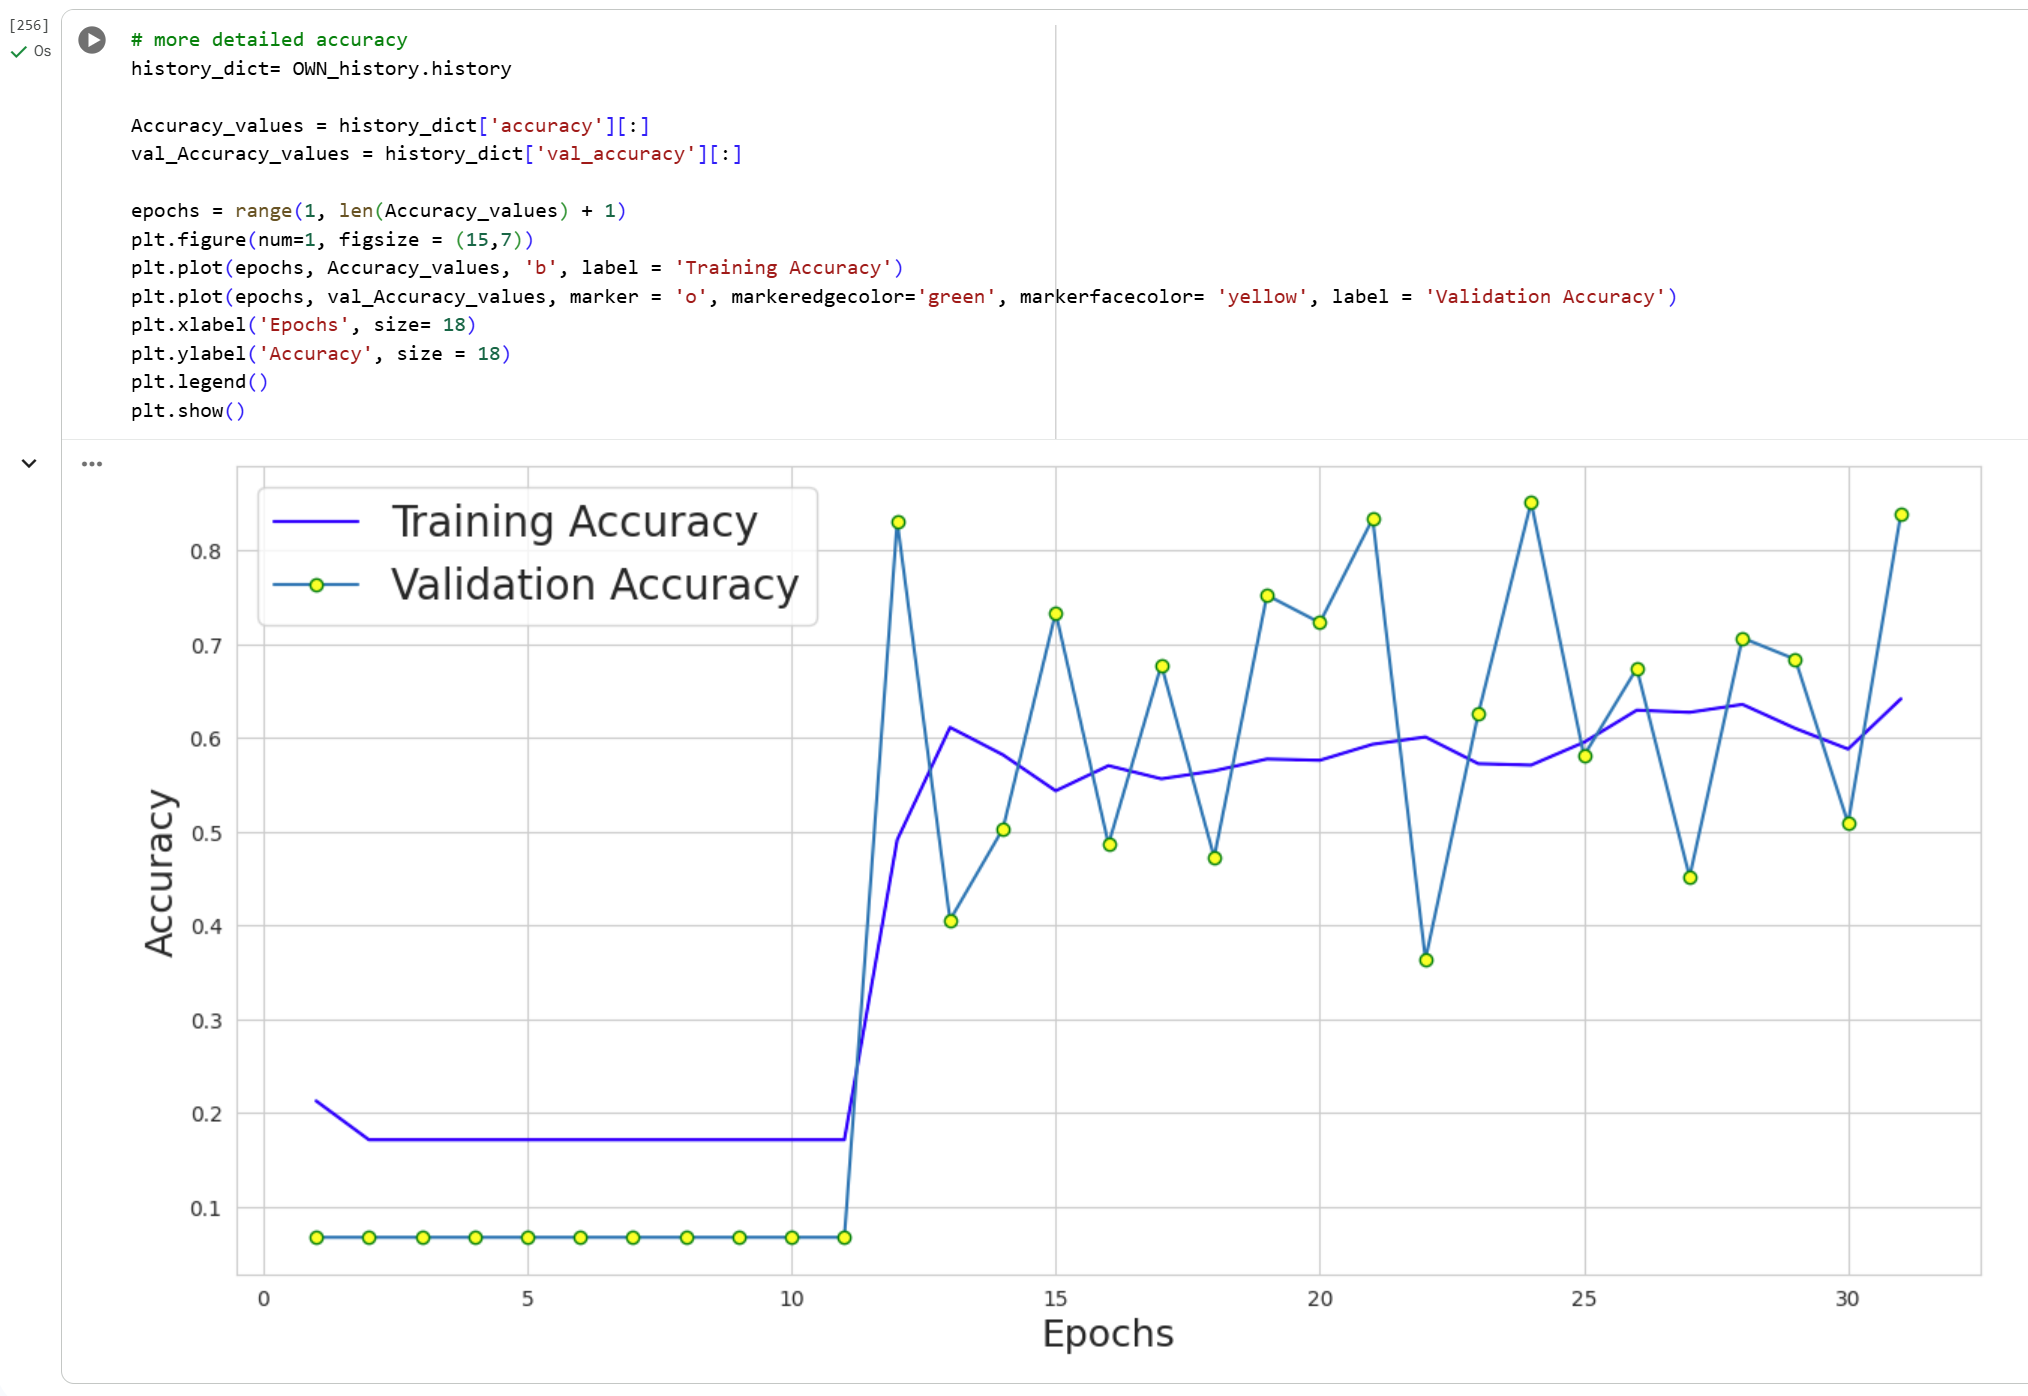 [256]
0s
# more detailed accuracy
history_dict= OWN_history.history
Accuracy_values = history_dict['accuracy'][:]
val_Accuracy_values = history_dict['val_accuracy'][:]
epochs = range(1, len(Accuracy_values) + 1)
plt.figure(num=1, figsize = (15,7))
plt.plot(epochs, Accuracy_values, 'b', label = 'Training Accuracy')
plt.plot(epochs, val_Accuracy_values, marker = 'o', markeredgecolor='green', markerfacecolor= 'yellow', label = 'Validation Accuracy')
plt.xlabel('Epochs', size= 18)
plt.ylabel('Accuracy', size = 18)
plt.legend()
plt.show()
Training Accuracy
Validation Accuracy
0.8
0.7
0.6
0.5
0.4
0.3
0.2
0.1
Accuracy
0 5 10 15 20 25 30
Epochs